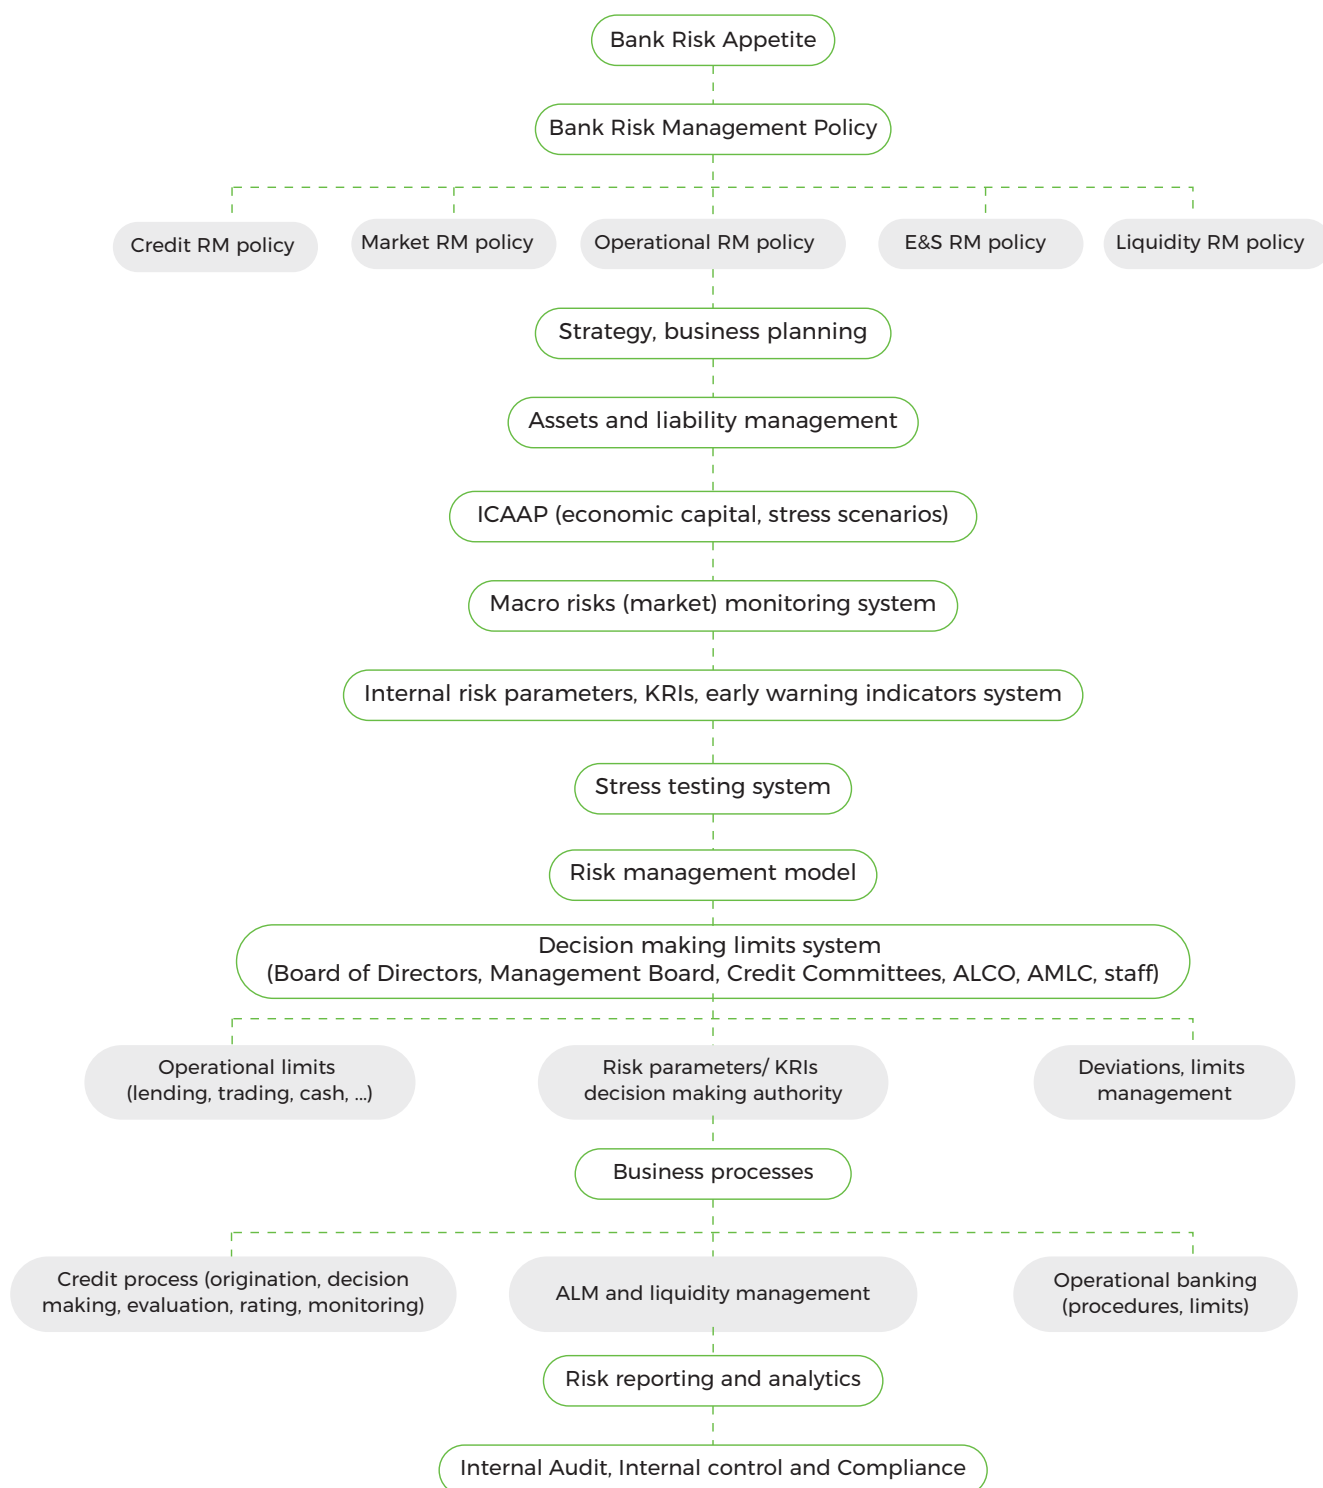 Bank Risk Appetite
Bank Risk Management Policy
Credit RM policy
Market RM policy
Operational RM policy
E&S RM policy
Liquidity RM policy
Strategy, business planning
Assets and liability management
ICAAP (economic capital, stress scenarios)
Macro risks (market) monitoring system
Internal risk parameters, KRIs, early warning indicators system
Stress testing system
Risk management model
Decision making limits system
(Board of Directors, Management Board, Credit Committees, ALCO, AMLC, staff)
Operational limits
(lending, trading, cash, ...)
Risk parameters/ KRIs
decision making authority
Deviations, limits
management
Business processes
Credit process (origination, decision
making, evaluation, rating, monitoring)
ALM and liquidity management
Operational banking
(procedures, limits)
Risk reporting and analytics
Internal Audit, Internal control and Compliance